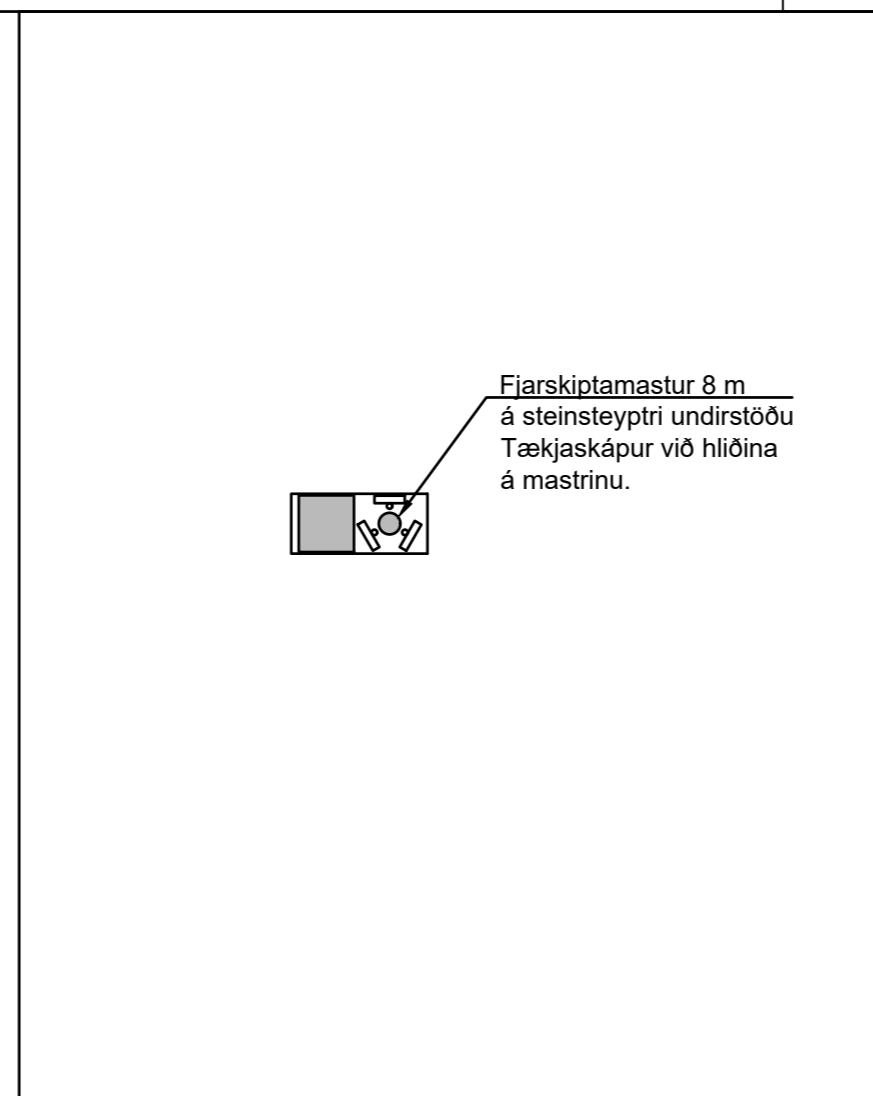 Fjarskiptamastur 8 m
á steinsteyptri undirstöðu
Tækjaskápur við hliðina
á mastrinu.